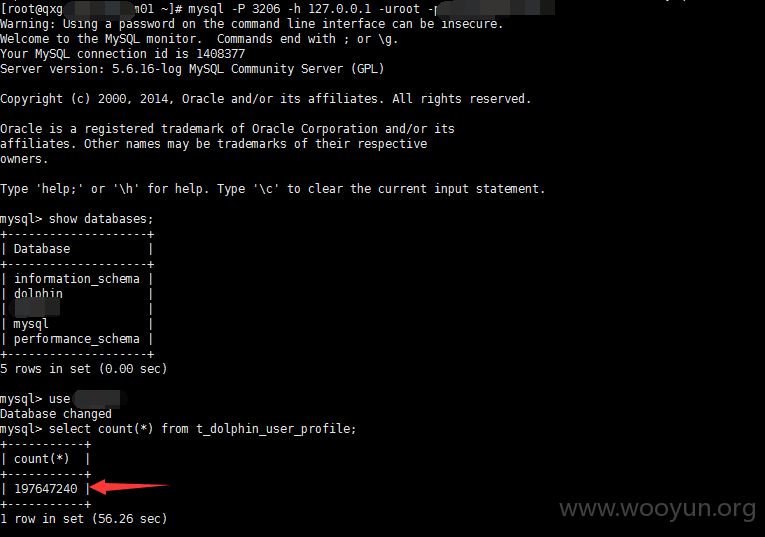 [root@qxg m01 ~]# mysql -P 3206 -h 127.0.0.1 -uroot -p
Warning: Using a password on the command line interface can be insecure.
Welcome to the MySQL monitor.  Commands end with ; or \g.
Your MySQL connection id is 1408377
Server version: 5.6.16-log MySQL Community Server (GPL)
Copyright (c) 2000, 2014, Oracle and/or its affiliates. All rights reserved.
Oracle is a registered trademark of Oracle Corporation and/or its
affiliates. Other names may be trademarks of their respective
owners.
Type 'help;' or '\h' for help. Type '\c' to clear the current input statement.
mysql> show databases;
+--------------------+
| Database           |
+--------------------+
| information_schema |
| dolphin            |
|                    |
| mysql              |
| performance_schema |
+--------------------+
5 rows in set (0.00 sec)
mysql> use
Database changed
mysql> select count(*) from t_dolphin_user_profile;
+-----------+
| count(*)  |
+-----------+
| 197647240 |
+-----------+
1 row in set (56.26 sec)
www.wooyun.org